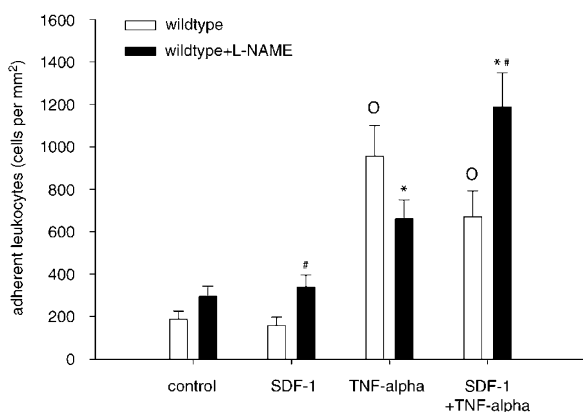 wildtype
wildtype+L-NAME
adherent leukocytes (cells per mm²)
1600
1400
1200
1000
800
600
400
200
0
O
*
#
O
* #
control
SDF-1
TNF-alpha
SDF-1
+TNF-alpha